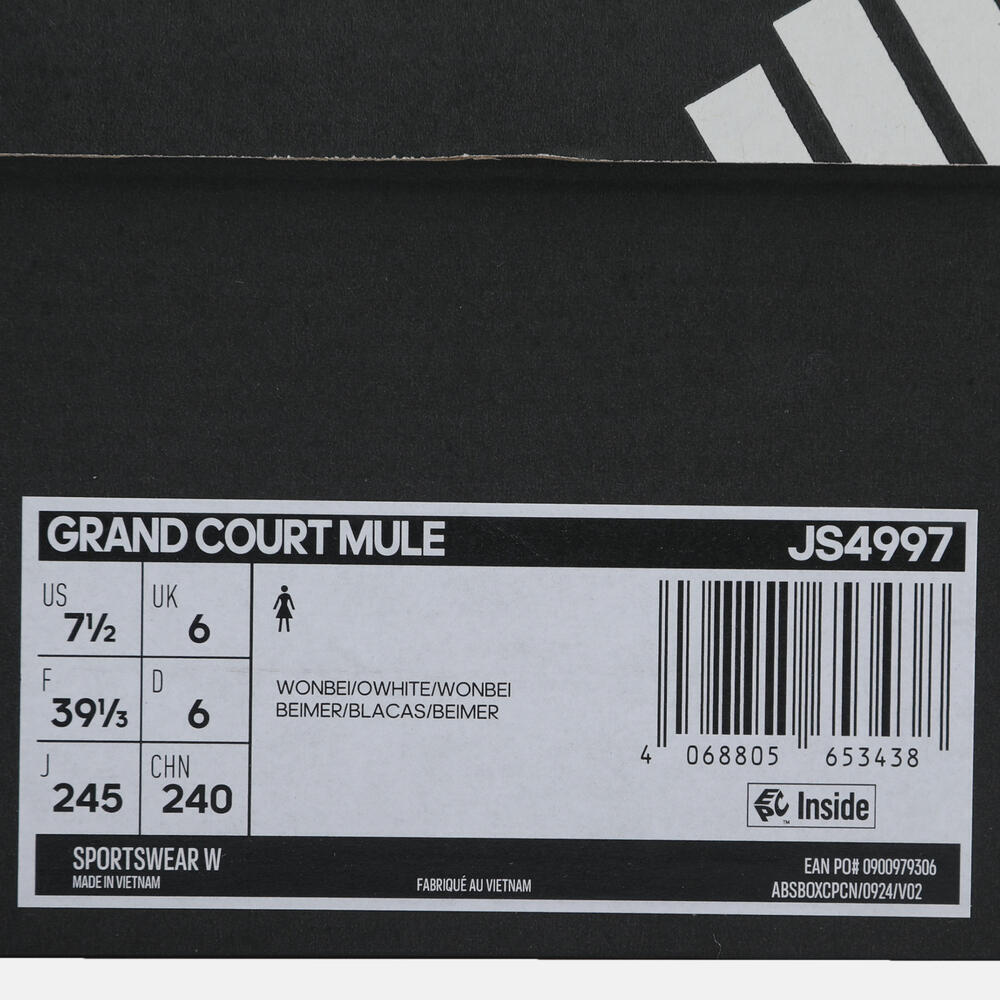 GRAND COURT MULE JS4997
US 7½ UK 6
F 39⅓ D 6
J 245 CHN 240
WONBEI/OWHITE/WONBEI
BEIMER/BLACAS/BEIMER
4 068805 653438
EPC Inside
™
SPORTSWEAR W
MADE IN VIETNAM
FABRIQUÉ AU VIETNAM
EAN PO# 0900979306
ABSBOXCPCN/0924/V02